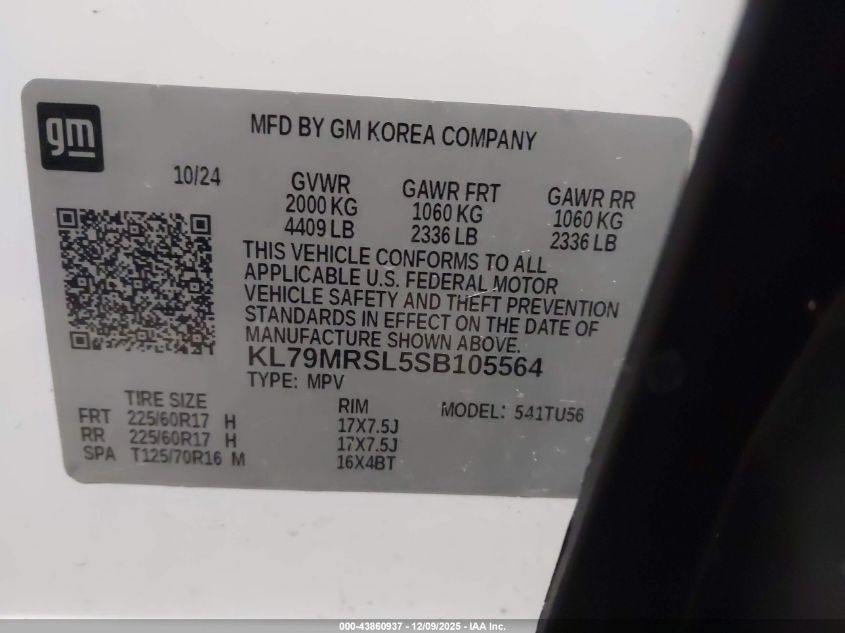 gm
MFD BY GM KOREA COMPANY
10/24
GVWR GAWR FRT GAWR RR
2000 KG 1060 KG 1060 KG
4409 LB 2336 LB 2336 LB
THIS VEHICLE CONFORMS TO ALL
APPLICABLE U.S. FEDERAL MOTOR
VEHICLE SAFETY AND THEFT PREVENTION
STANDARDS IN EFFECT ON THE DATE OF
MANUFACTURE SHOWN ABOVE.
KL79MRSL5SB105564
TYPE: MPV
TIRE SIZE RIM MODEL: 541TU56
FRT 225/60R17 H 17X7.5J
RR 225/60R17 H 17X7.5J
SPA T125/70R16 M 16X4BT
000-43860937 - 12/09/2025 - IAA Inc.